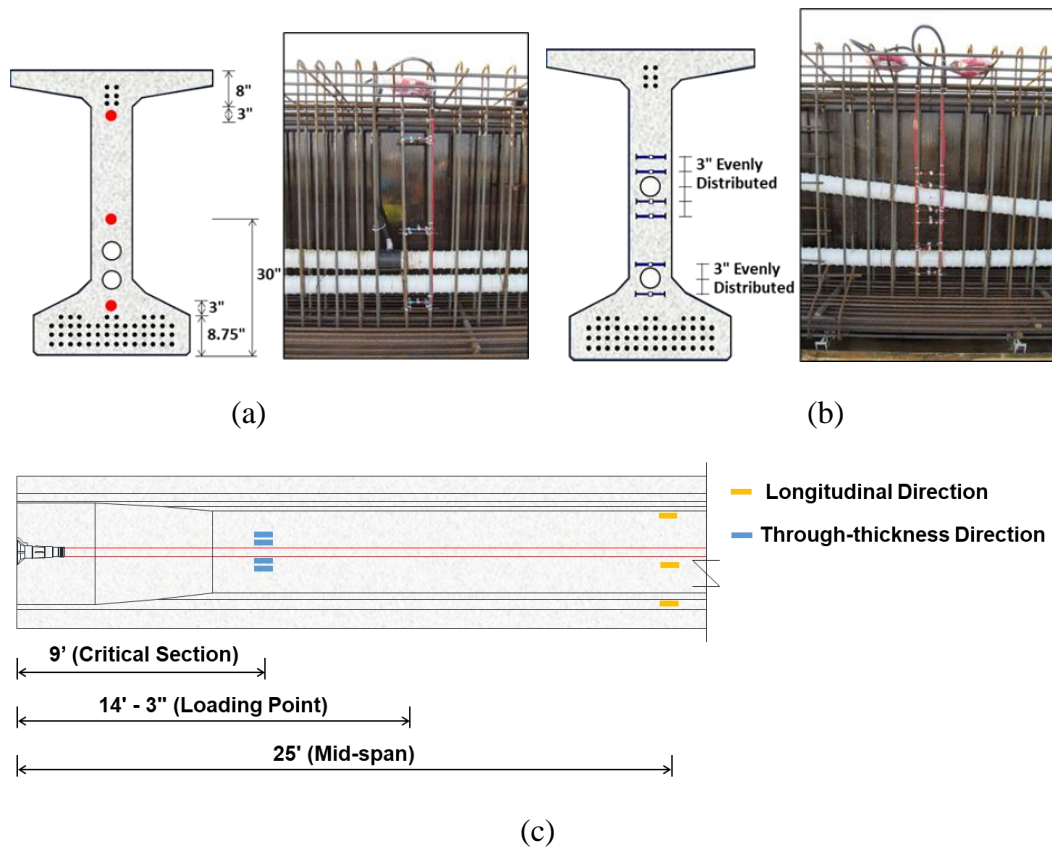 8"
3"
30"
3"
8.75"
(a)
3" Evenly
Distributed
3" Evenly
Distributed
(b)
Longitudinal Direction
Through-thickness Direction
9’ (Critical Section)
14' - 3" (Loading Point)
25' (Mid-span)
(c)